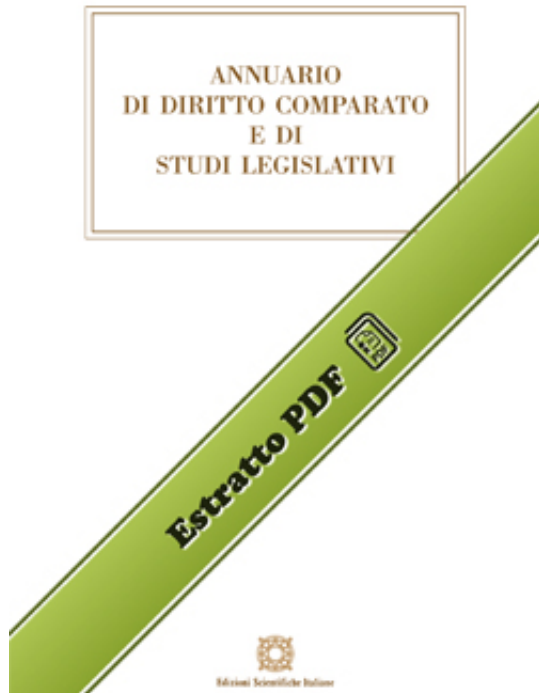 ANNUARIO
DI DIRITTO COMPARATO
E DI
STUDI LEGISLATIVI
Estratto PDF
Edizioni Scientifiche Italiane